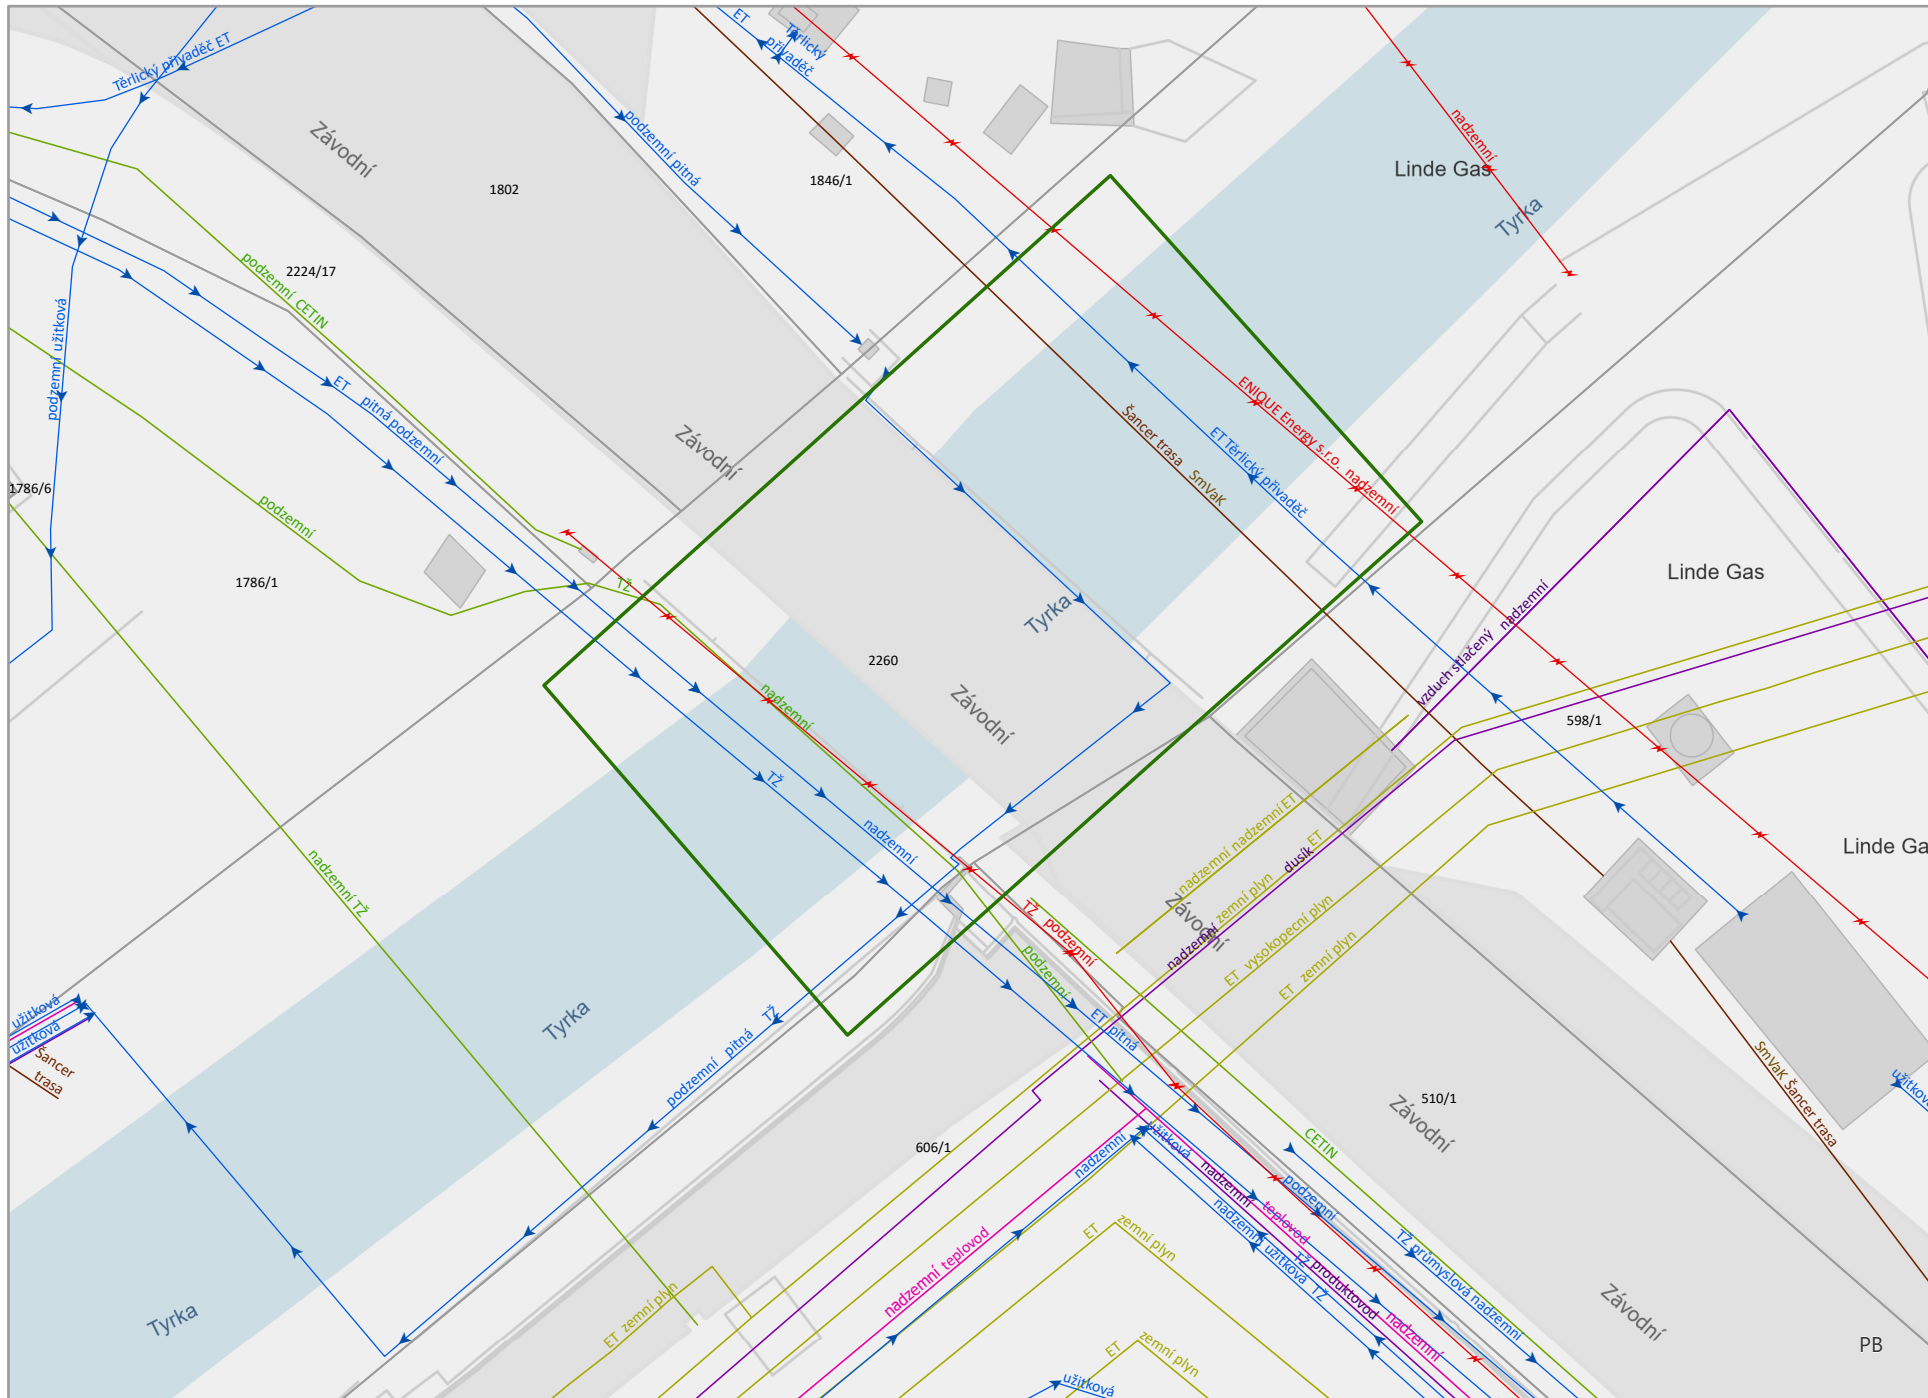 ET
Těrlický
přivaděč
Těrlický přivaděč ET
Závodní
1802
podzemní pitná
1846/1
nadzemní
Linde Gas
Tyrka
podzemní CETIN
2224/17
podzemní užitková
ET pitná podzemní
Závodní
ENIQUE Energy s.r.o. nadzemní
Šancer trasa SmVaK
ET Těrlický přivaděč
1786/6
podzemní
1786/1
TŽ
Tyrka
Linde Gas
vzduch stlačený nadzemní
2260
nadzemní
Závodní
598/1
TŽ
nadzemní
nadzemní nadzemní ET
nadzemní TŽ
zemní plyn ET
nadzemní dusík
Linde Ga
Závodní
TŽ podzemní
podzemní
ET vysokopecní plyn
ET zemní plyn
užitková
užitková
Šancer
trasa
Tyrka
podzemní pitná TŽ
ET pitná
SmVaK Šancer trasa
užitková
510/1
Závodní
606/1
nadzemní
užitková
CETIN
nadzemní
teplovod
podzemní
nadzemní užitková TŽ
TŽ produktovod
nadzemní
TŽ průmyslová nadzemní
nadzemní teplovod
ET zemní plyn
ET zemní plyn
ET zemní plyn
užitková
Tyrka
Závodní
PB